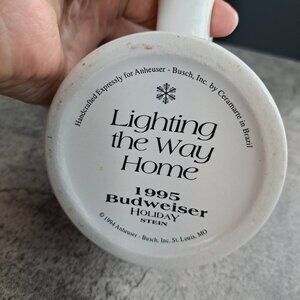 Handcrafted Expressly for Anheuser - Busch, Inc. by Ceramarte in Brazil
Lighting
the Way
Home
1995
Budweiser
HOLIDAY
STEIN
© 1994 Anheuser - Busch, Inc. St. Louis, MO